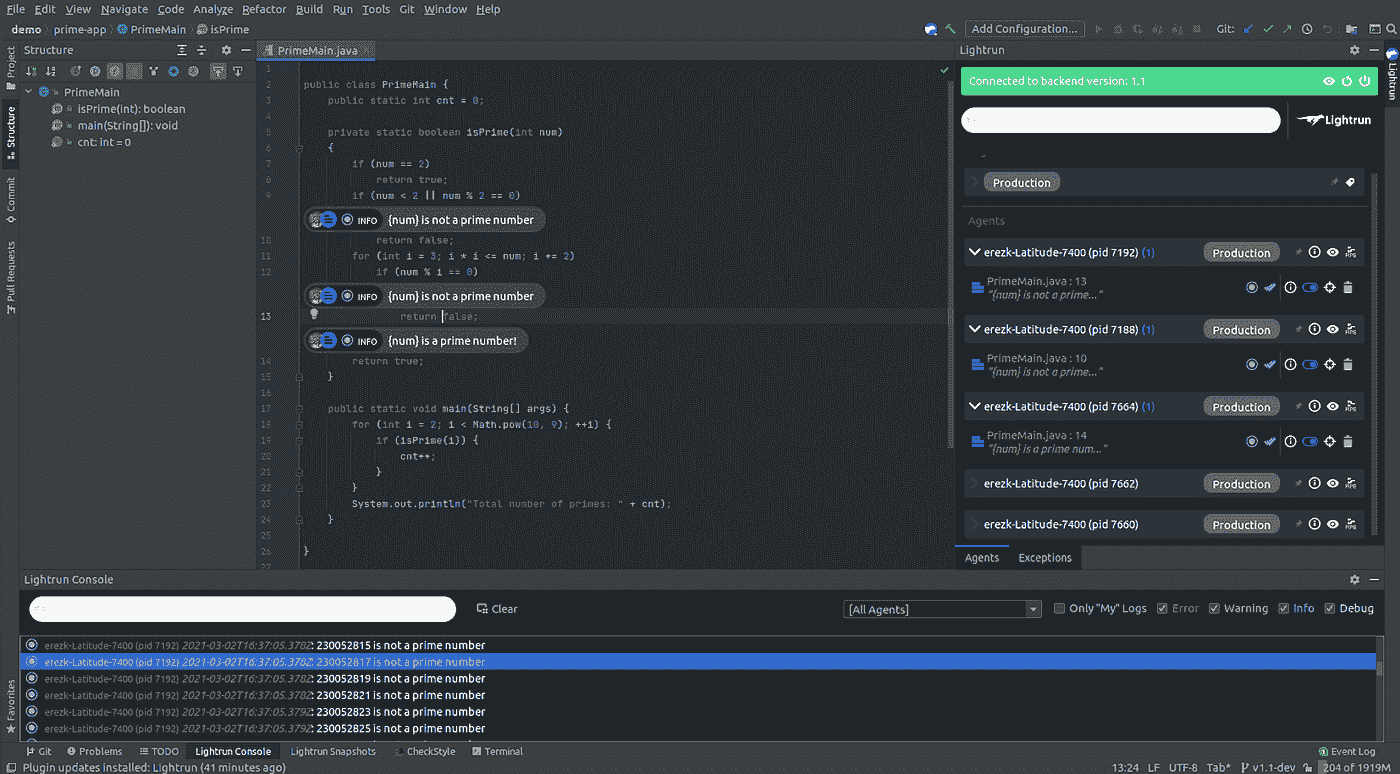 File Edit View Navigate Code Analyze Refactor Build Run Tools Git Window Help
demo prime-app PrimeMain isPrime
Add Configuration...
Git:
Project
Structure
Commit
Pull Requests
Favorites
Structure
PrimeMain
isPrime(int): boolean
main(String[]): void
cnt: int = 0
PrimeMain.java
1
2 public class PrimeMain {
3 public static int cnt = 0;
4
5 private static boolean isPrime(int num)
6 {
7 if (num == 2)
8 return true;
9 if (num < 2 || num % 2 == 0)
INFO {num} is not a prime number
10 return false;
11 for (int i = 3; i * i <= num; i += 2)
12 if (num % i == 0)
INFO {num} is not a prime number
13 return false;
INFO {num} is a prime number!
14 return true;
15 }
16
17 public static void main(String[] args) {
18 for (int i = 2; i < Math.pow(10, 9); ++i) {
19 if (isPrime(i)) {
20 cnt++;
21 }
22 }
23 System.out.println("Total number of primes: " + cnt);
24 }
25
26 }
27
Lightrun
Lightrun
Connected to backend version: 1.1
Lightrun
Production
Agents
erezk-Latitude-7400 (pid 7192) (1) Production
PrimeMain.java : 13
"{num} is not a prime..."
erezk-Latitude-7400 (pid 7188) (1) Production
PrimeMain.java : 10
"{num} is not a prime..."
erezk-Latitude-7400 (pid 7664) (1) Production
PrimeMain.java : 14
"{num} is a prime num..."
erezk-Latitude-7400 (pid 7662) Production
erezk-Latitude-7400 (pid 7660) Production
Agents Exceptions
Lightrun Console
Clear
[All Agents] Only "My" Logs Error Warning Info Debug
erezk-Latitude-7400 (pid 7192) 2021-03-02T16:37:05.378Z: 230052815 is not a prime number
erezk-Latitude-7400 (pid 7192) 2021-03-02T16:37:05.378Z: 230052817 is not a prime number
erezk-Latitude-7400 (pid 7192) 2021-03-02T16:37:05.378Z: 230052819 is not a prime number
erezk-Latitude-7400 (pid 7192) 2021-03-02T16:37:05.378Z: 230052821 is not a prime number
erezk-Latitude-7400 (pid 7192) 2021-03-02T16:37:05.379Z: 230052823 is not a prime number
erezk-Latitude-7400 (pid 7192) 2021-03-02T16:37:05.379Z: 230052825 is not a prime number
Git Problems TODO Lightrun Console Lightrun Snapshots CheckStyle Terminal Event Log
Plugin updates installed: Lightrun (41 minutes ago) 13:24 LF UTF-8 Tab* v1.1-dev 204 of 1919M